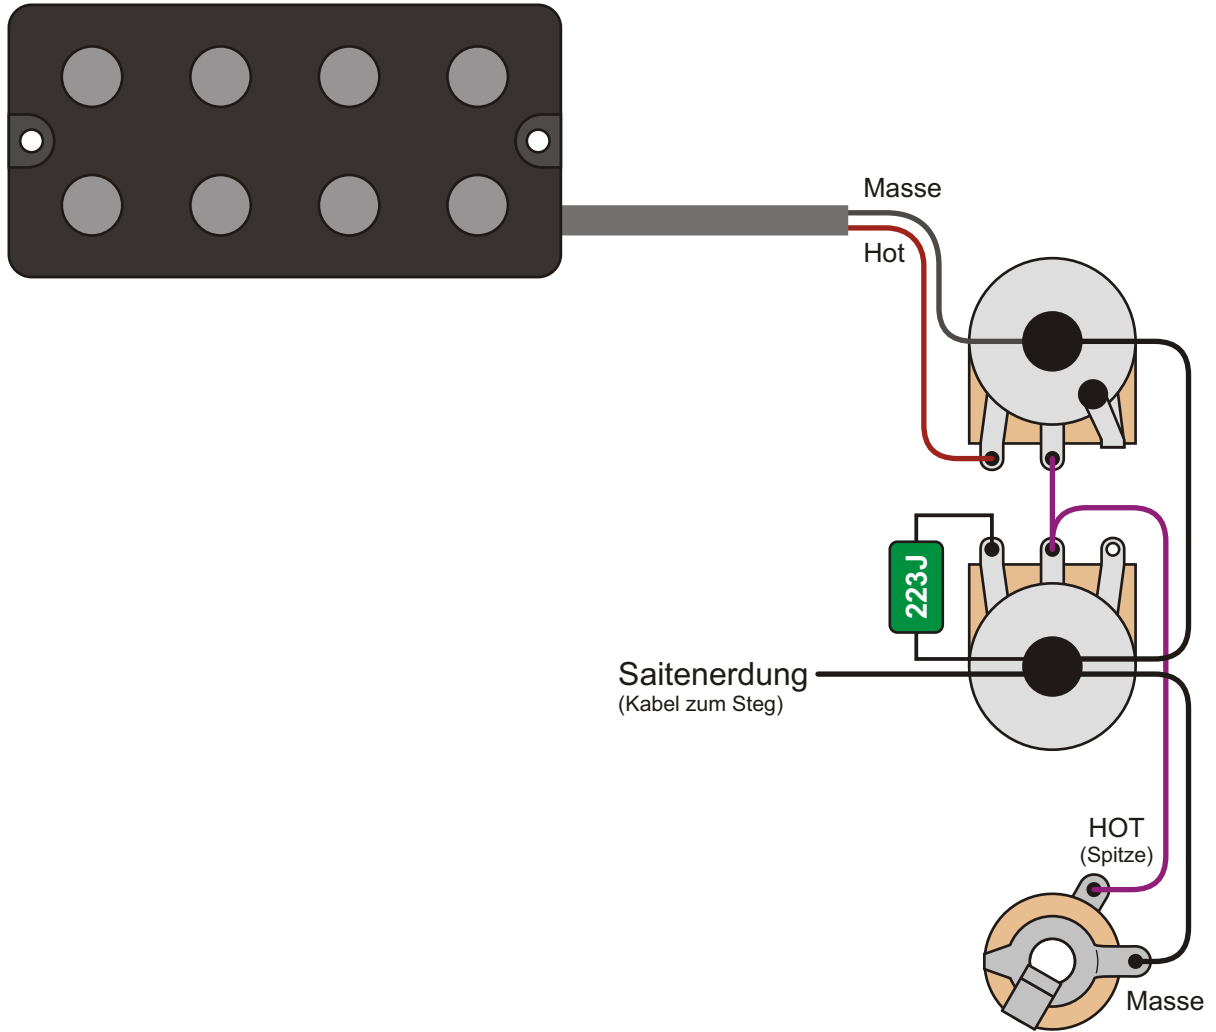 Masse
Hot
223J
Saitenerdung
(Kabel zum Steg)
HOT
(Spitze)
Masse